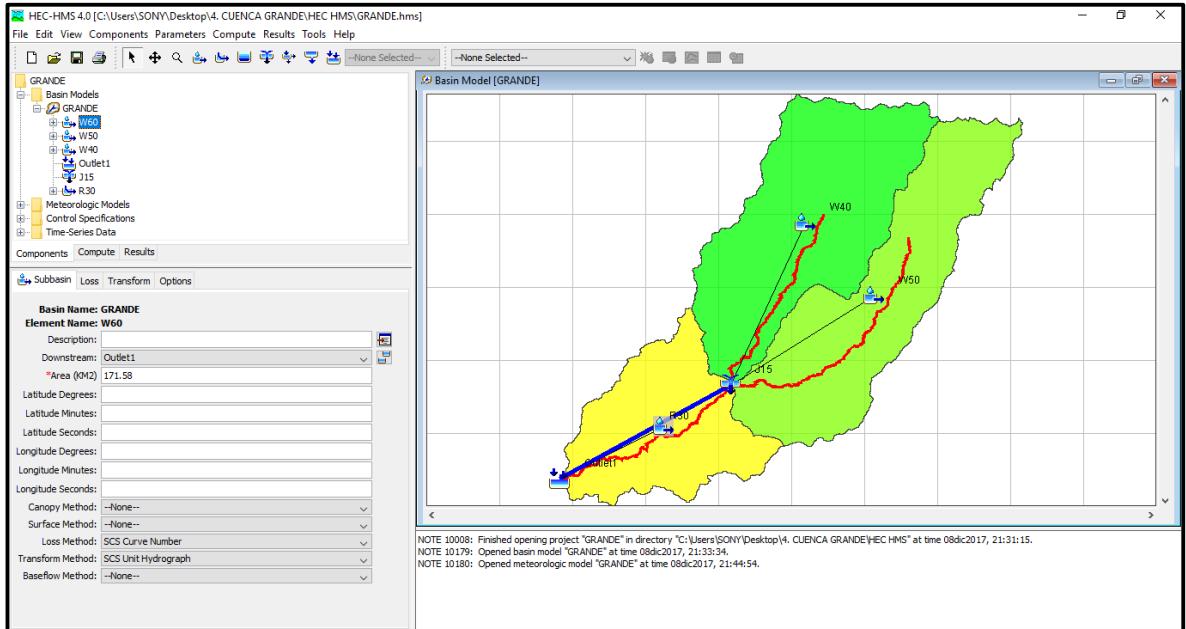 HEC-HMS 4.0 [C:\Users\SONY\Desktop\4. CUENCA GRANDE\HEC HMS\GRANDE.hms]
File Edit View Components Parameters Compute Results Tools Help
--None Selected-- --None Selected--
GRANDE
Basin Models
GRANDE
W60
W50
W40
Outlet1
J15
R30
Meteorologic Models
Control Specifications
Time-Series Data
Components Compute Results
Subbasin Loss Transform Options
Basin Name: GRANDE
Element Name: W60
Description:
Downstream: Outlet1
*Area (KM2) 171.58
Latitude Degrees:
Latitude Minutes:
Latitude Seconds:
Longitude Degrees:
Longitude Minutes:
Longitude Seconds:
Canopy Method: --None--
Surface Method: --None--
Loss Method: SCS Curve Number
Transform Method: SCS Unit Hydrograph
Baseflow Method: --None--
Basin Model [GRANDE]
W40
W50
J15
R30
Outlet1
NOTE 10008: Finished opening project "GRANDE" in directory "C:\Users\SONY\Desktop\4. CUENCA GRANDE\HEC HMS" at time 08dic2017, 21:31:15.
NOTE 10179: Opened basin model "GRANDE" at time 08dic2017, 21:33:34.
NOTE 10180: Opened meteorologic model "GRANDE" at time 08dic2017, 21:44:54.